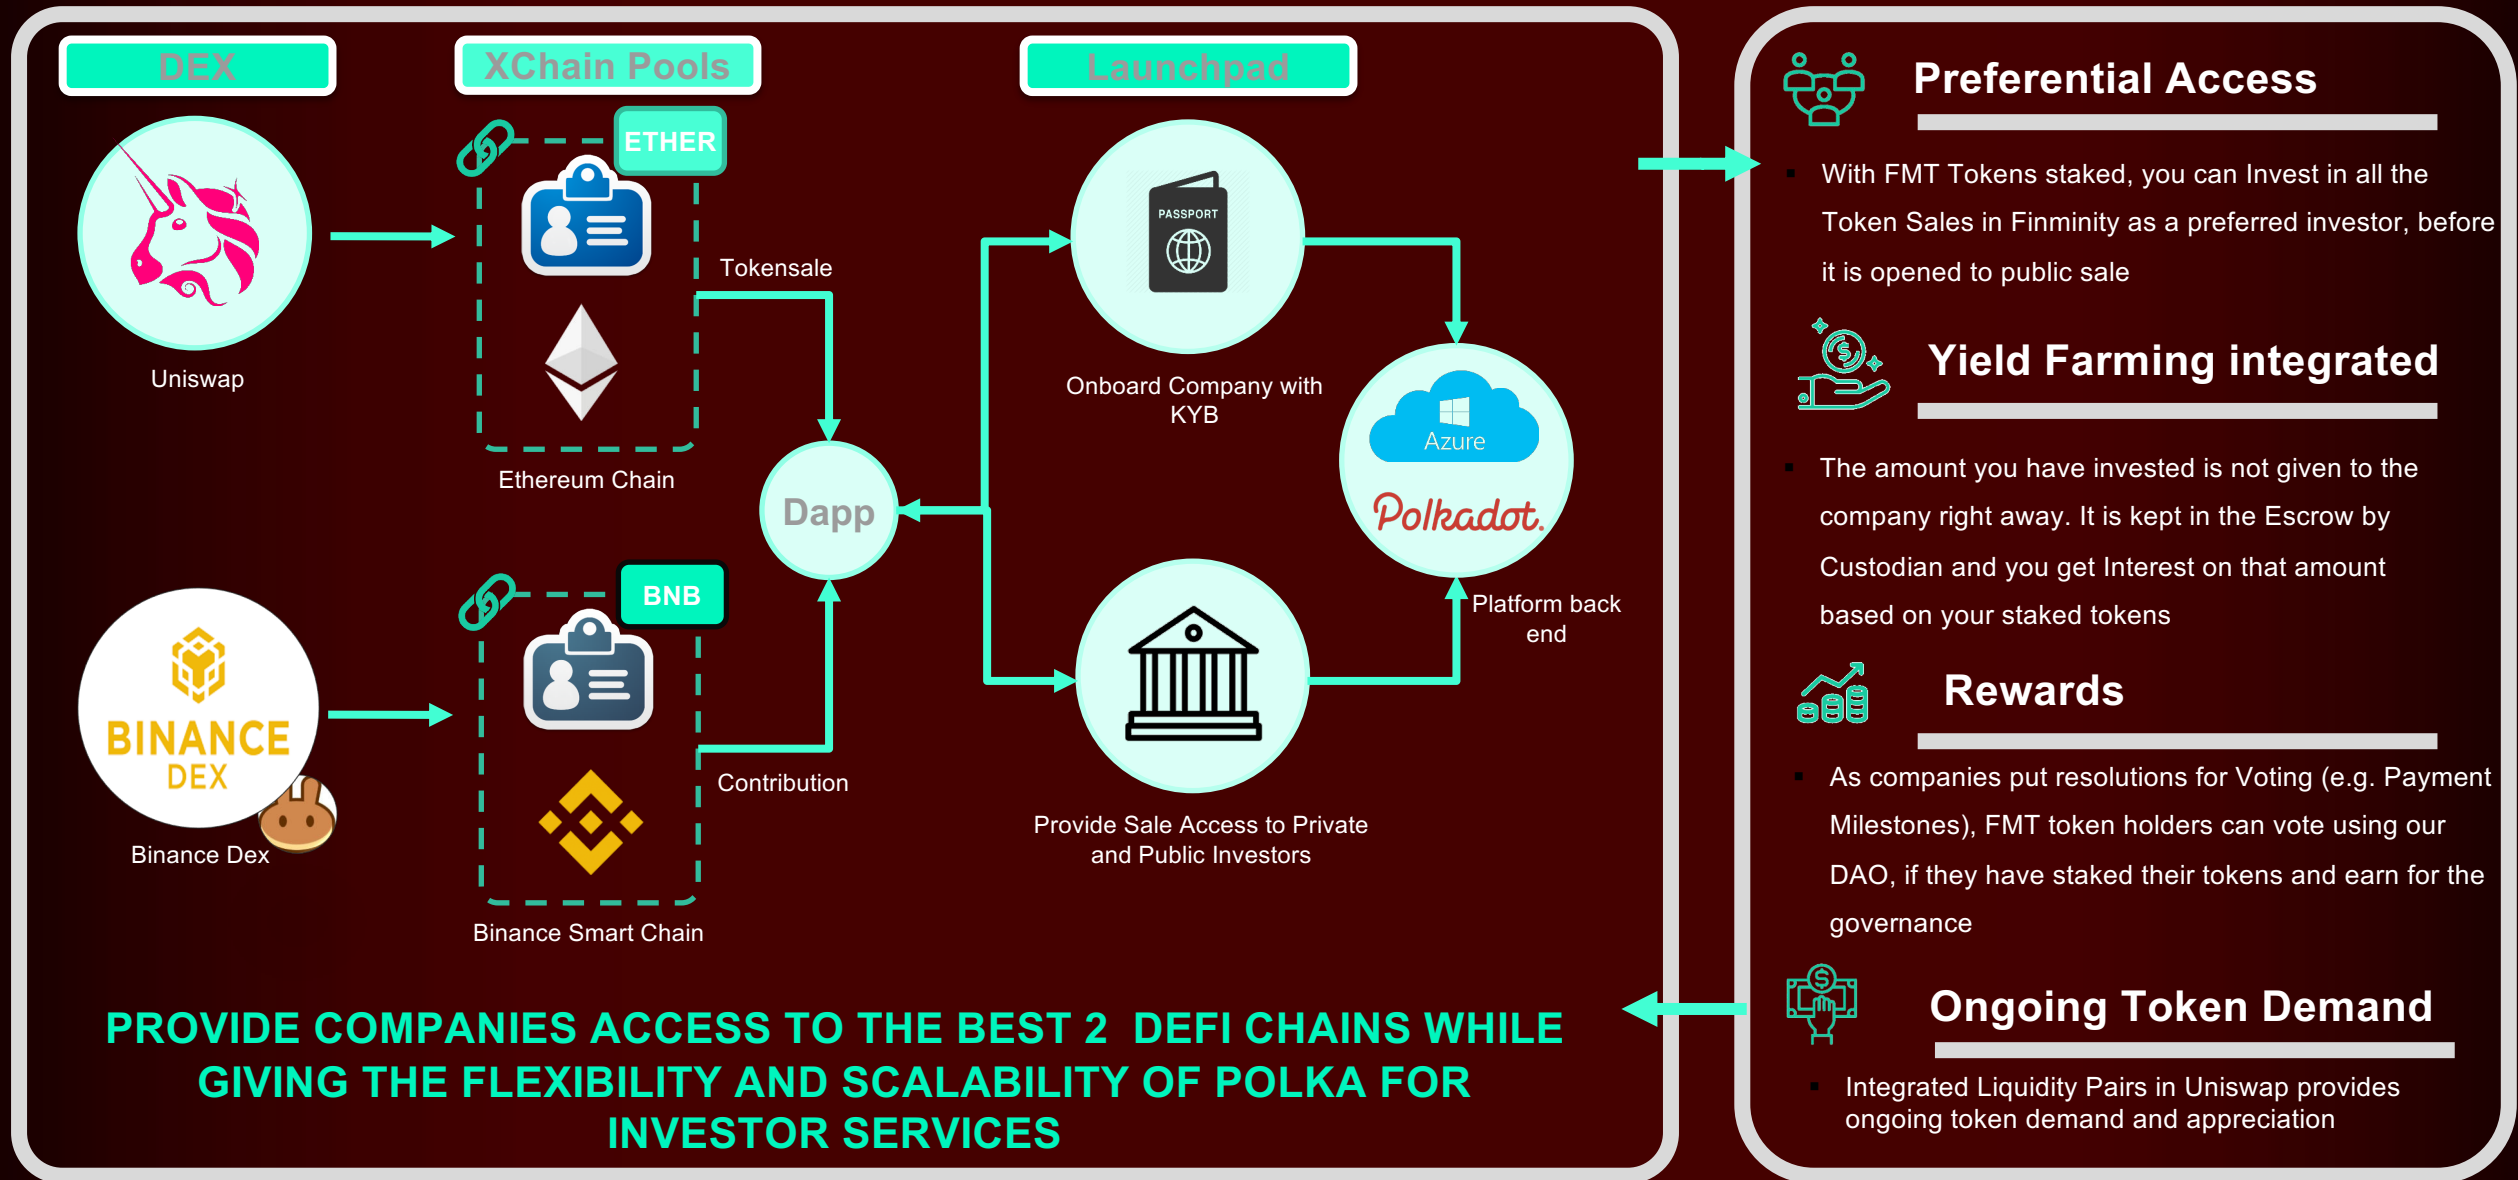 DEX
XChain Pools
Launchpad
ETHER
PASSPORT
Tokensale
Uniswap
Onboard Company with
KYB
Azure
Ethereum Chain
Polkadot.
Dapp
BNB
Platform back
end
BINANCE
DEX
Contribution
Binance Dex
Provide Sale Access to Private
and Public Investors
Binance Smart Chain
PROVIDE COMPANIES ACCESS TO THE BEST 2 DEFI CHAINS WHILE
GIVING THE FLEXIBILITY AND SCALABILITY OF POLKA FOR
INVESTOR SERVICES
Preferential Access
With FMT Tokens staked, you can Invest in all the
Token Sales in Finminity as a preferred investor, before
it is opened to public sale
Yield Farming integrated
The amount you have invested is not given to the
company right away. It is kept in the Escrow by
Custodian and you get Interest on that amount
based on your staked tokens
Rewards
As companies put resolutions for Voting (e.g. Payment
Milestones), FMT token holders can vote using our
DAO, if they have staked their tokens and earn for the
governance
Ongoing Token Demand
Integrated Liquidity Pairs in Uniswap provides
ongoing token demand and appreciation